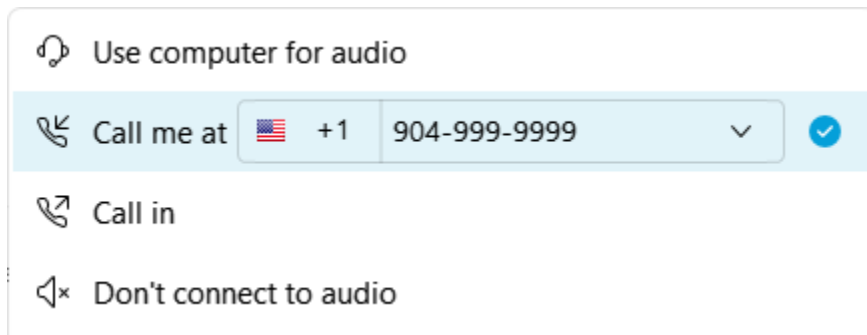 Use computer for audio
Call me at +1 904-999-9999
Call in
Don't connect to audio